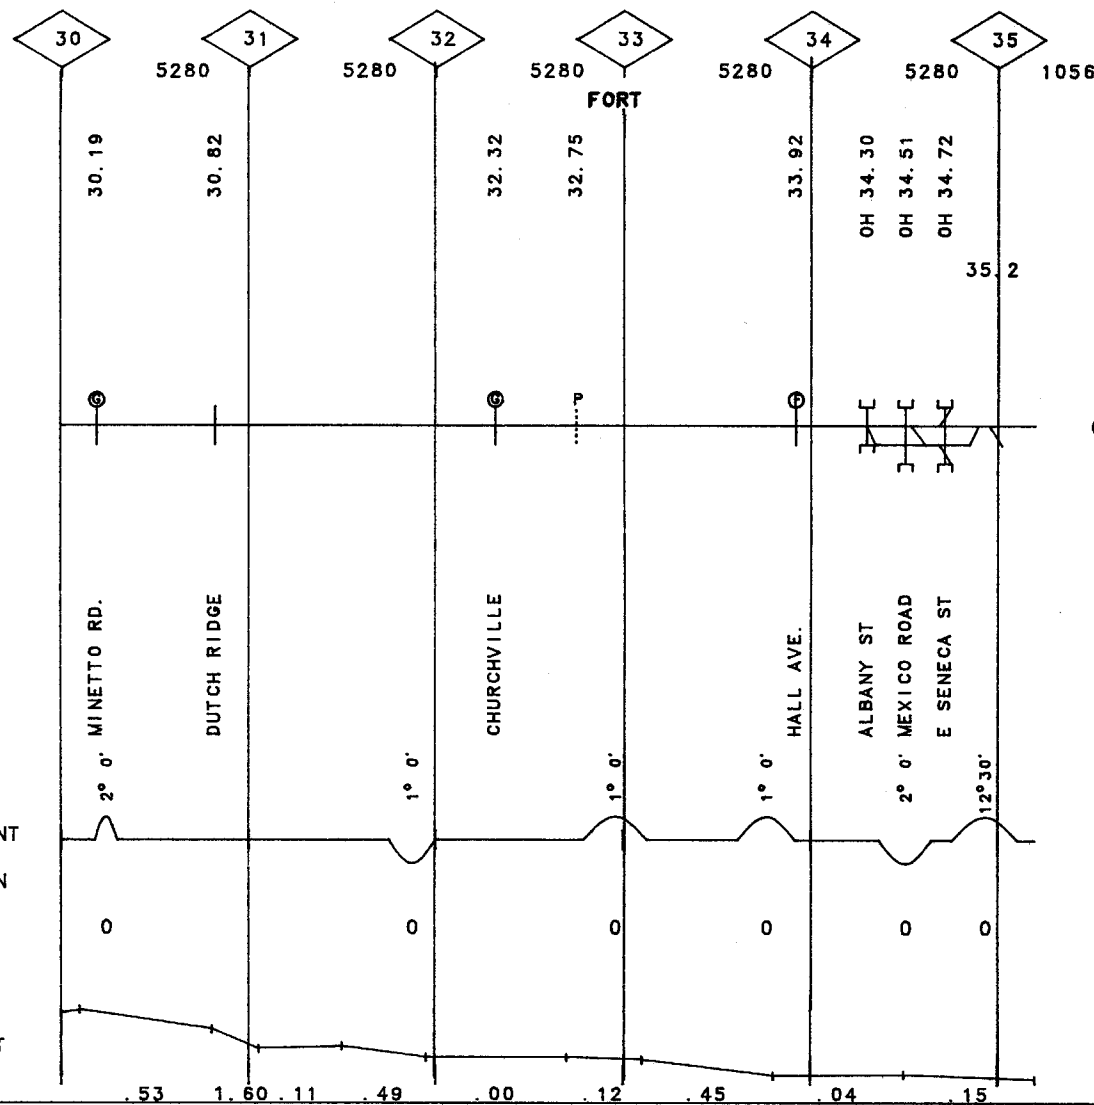 30 31 32 33 34 35
5280 5280 5280 5280 5280 1056
FORT
30.19
30.82
32.32
32.75
33.92
OH 34.30
OH 34.51
OH 34.72
35.2
G G P F
MINETTO RD.
DUTCH RIDGE
CHURCHVILLE
HALL AVE.
ALBANY ST
MEXICO ROAD
E SENECA ST
2° 0' 1° 0' 1° 0' 1° 0' 2° 0' 12°30'
NT
N
0 0 0 0 0 0
T
.53 1.60 .11 .49 .00 .12 .45 .04 .15